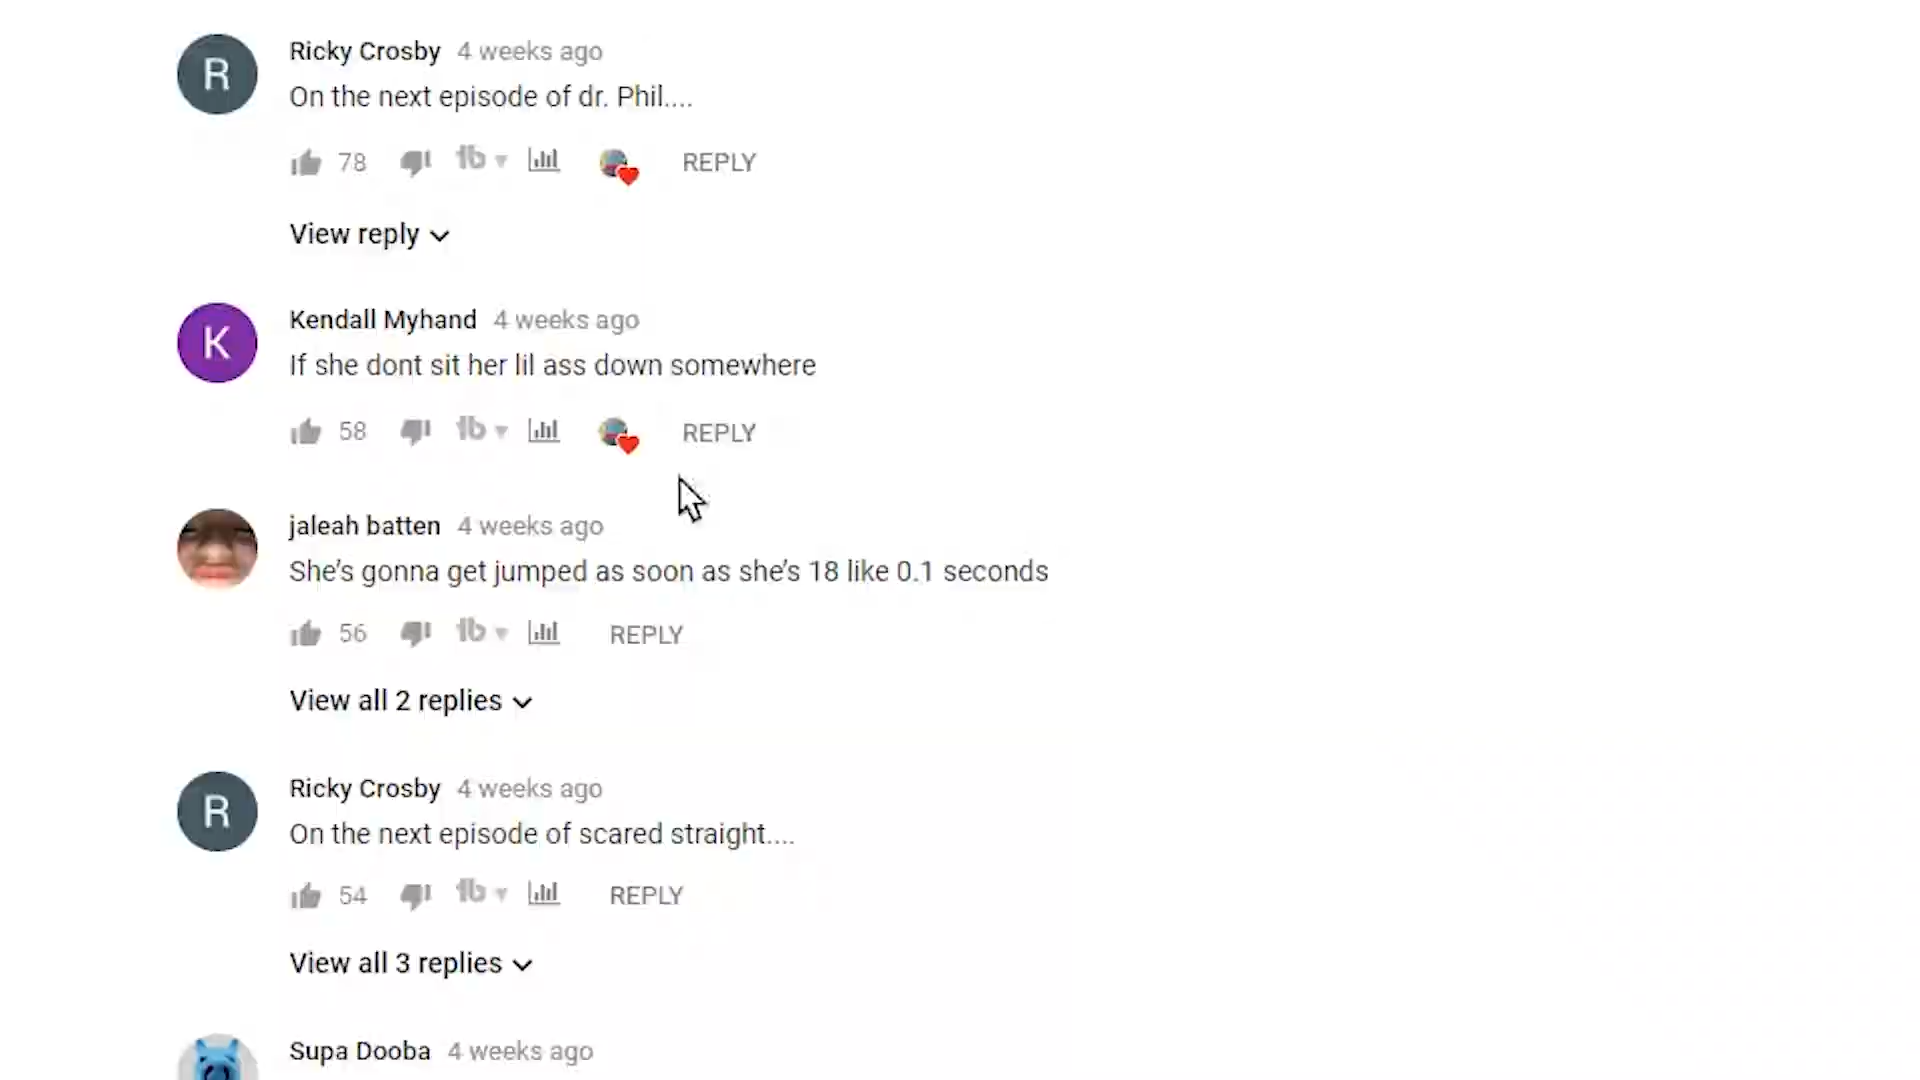 R
Ricky Crosby 4 weeks ago
On the next episode of dr. Phil....
78 REPLY
View reply
K
Kendall Myhand 4 weeks ago
If she dont sit her lil ass down somewhere
58 REPLY
jaleah batten 4 weeks ago
She's gonna get jumped as soon as she's 18 like 0.1 seconds
56 REPLY
View all 2 replies
R
Ricky Crosby 4 weeks ago
On the next episode of scared straight....
54 REPLY
View all 3 replies
Supa Dooba 4 weeks ago